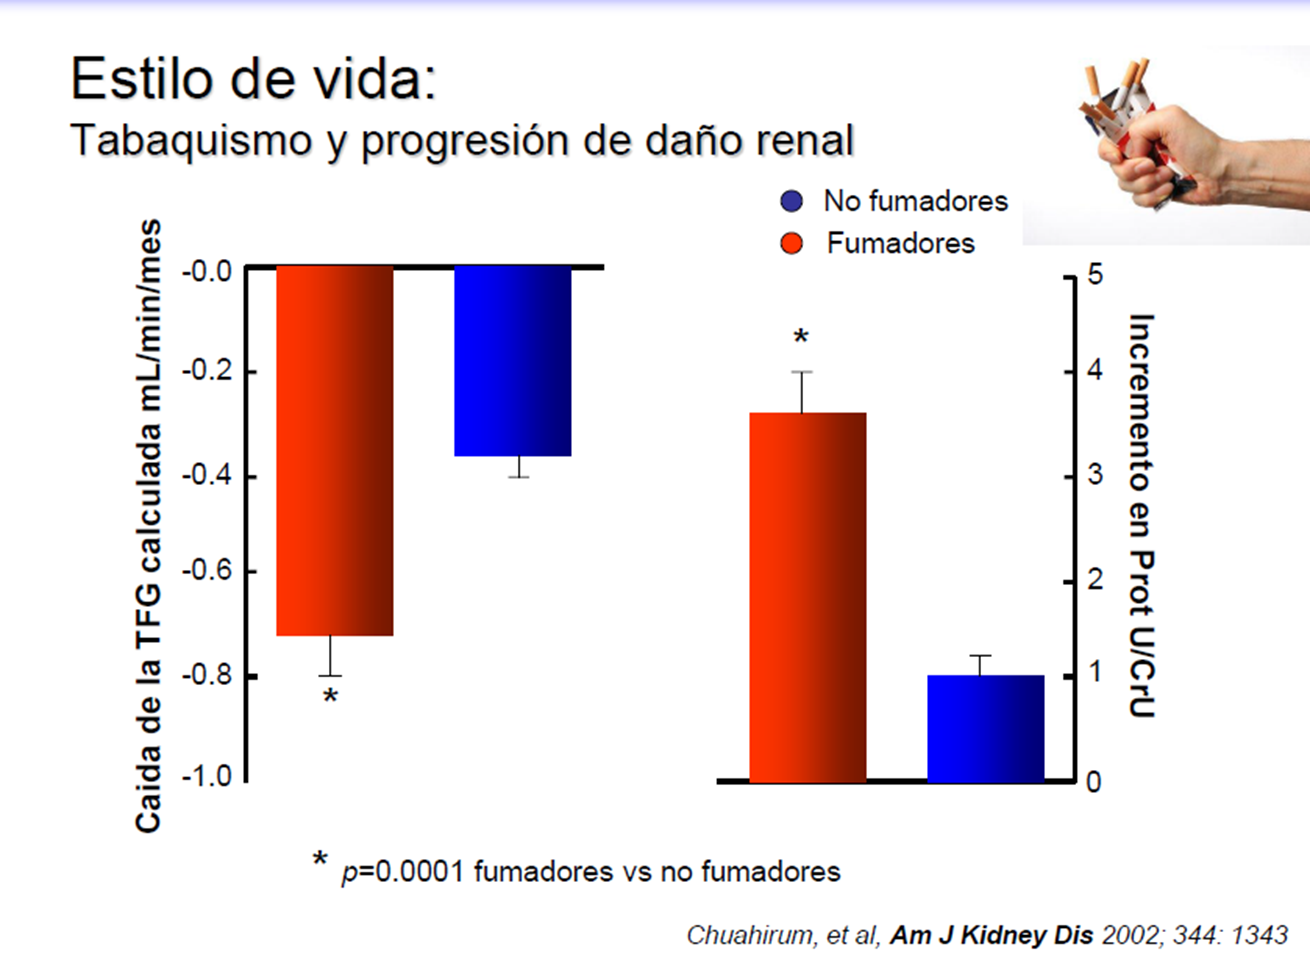 Estilo de vida:
Tabaquismo y progresión de daño renal
No fumadores
Fumadores
Caida de la TFG calculada mL/min/mes
-0.0
-0.2
-0.4
-0.6
-0.8
-1.0
*
*
5
4
3
2
1
0
Incremento en Prot U/CrU
* p=0.0001 fumadores vs no fumadores
Chuahirum, et al, Am J Kidney Dis 2002; 344: 1343